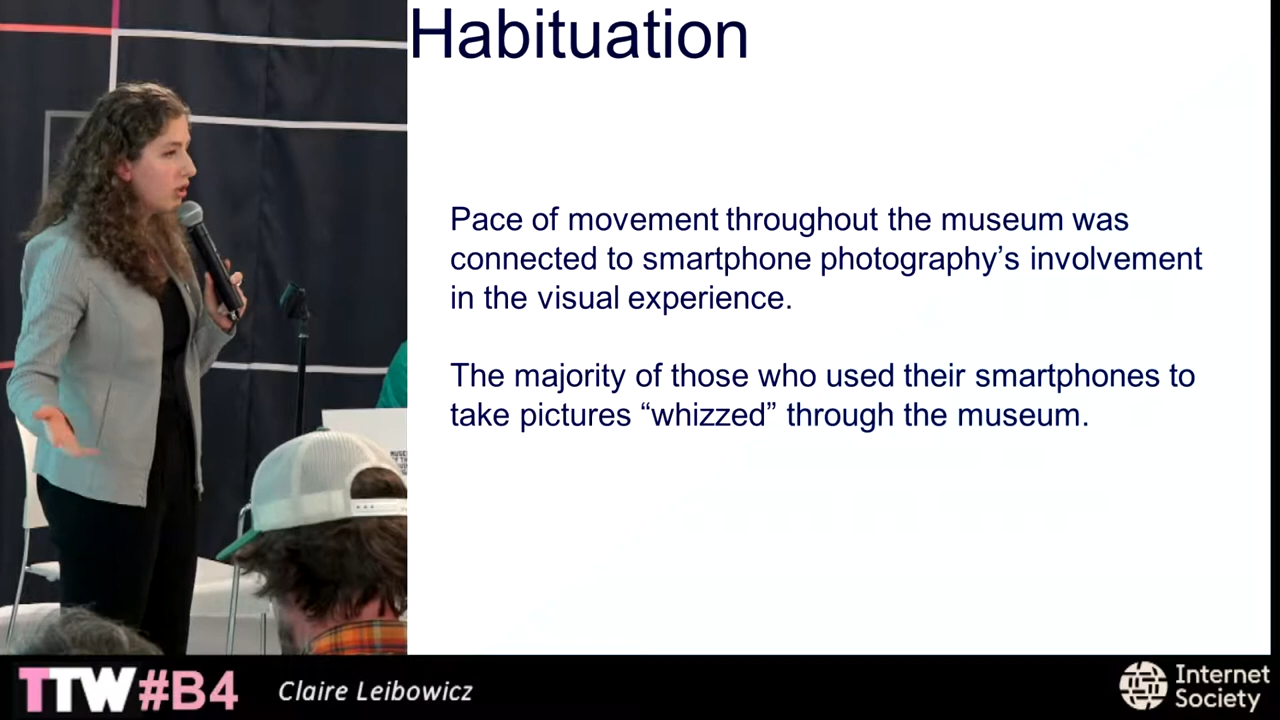 Habituation
Pace of movement throughout the museum was
connected to smartphone photography’s involvement
in the visual experience.
The majority of those who used their smartphones to
take pictures “whizzed” through the museum.
TTW#B4
Claire Leibowicz
Internet
Society